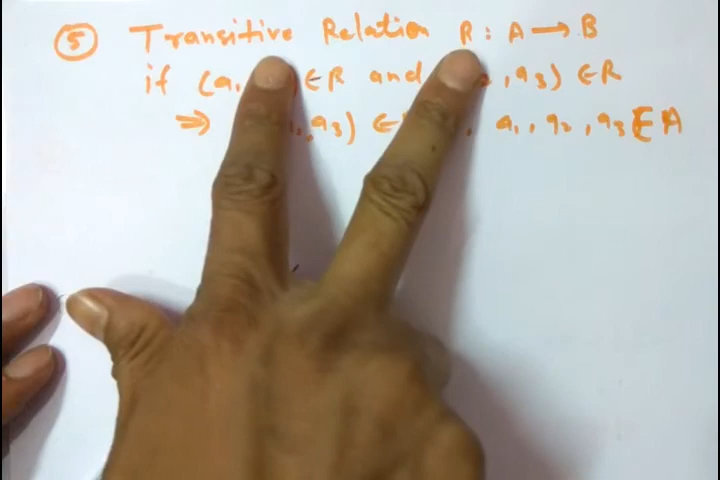 ⑤ Transitive Relation R: A → B
if (a₁, ∈ R and , a₃) ∈ R
⇒ , a₃) ∈ , a₁, a₂, a₃ ∈ A